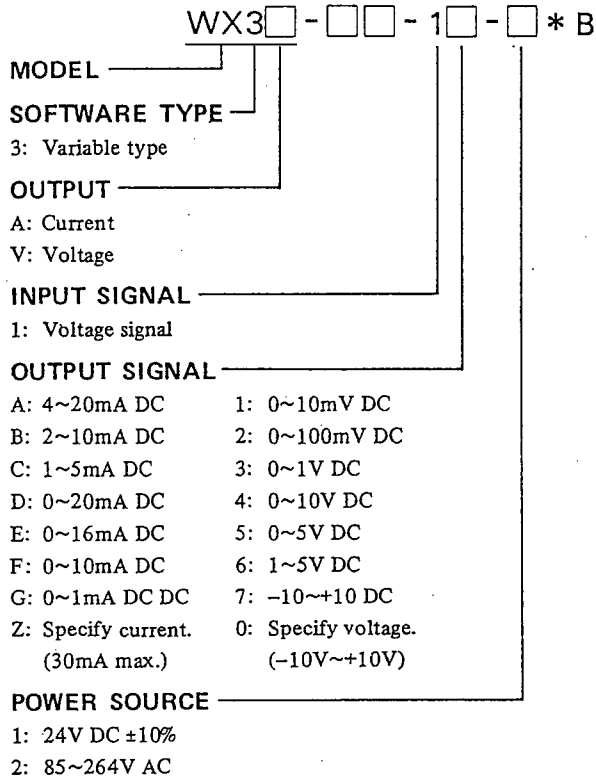 WX3□-□□-1□-□*B
MODEL
SOFTWARE TYPE
3: Variable type
OUTPUT
A: Current
V: Voltage
INPUT SIGNAL
1: Voltage signal
OUTPUT SIGNAL
A: 4~20mA DC 1: 0~10mV DC
B: 2~10mA DC 2: 0~100mV DC
C: 1~5mA DC 3: 0~1V DC
D: 0~20mA DC 4: 0~10V DC
E: 0~16mA DC 5: 0~5V DC
F: 0~10mA DC 6: 1~5V DC
G: 0~1mA DC DC 7: –10~+10 DC
Z: Specify current. 0: Specify voltage.
(30mA max.) (–10V~+10V)
POWER SOURCE
1: 24V DC ±10%
2: 85~264V AC